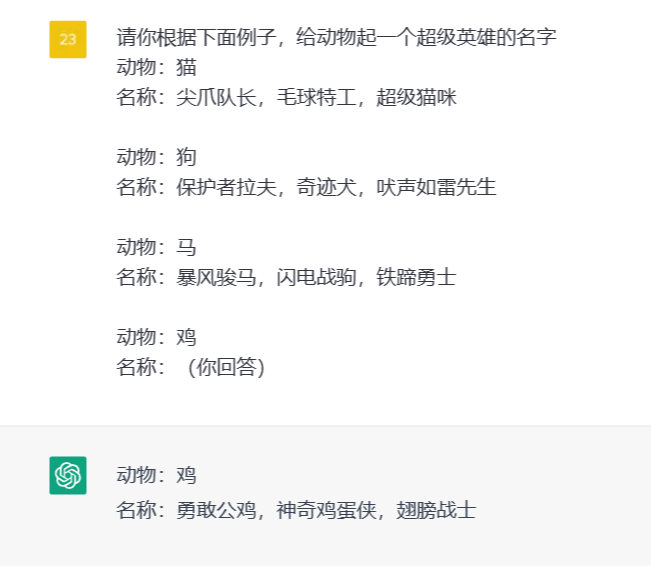 23
请你根据下面例子，给动物起一个超级英雄的名字
动物：猫
名称：尖爪队长，毛球特工，超级猫咪
动物：狗
名称：保护者拉夫，奇迹犬，吠声如雷先生
动物：马
名称：暴风骏马，闪电战驹，铁蹄勇士
动物：鸡
名称：（你回答）
动物：鸡
名称：勇敢公鸡，神奇鸡蛋侠，翅膀战士